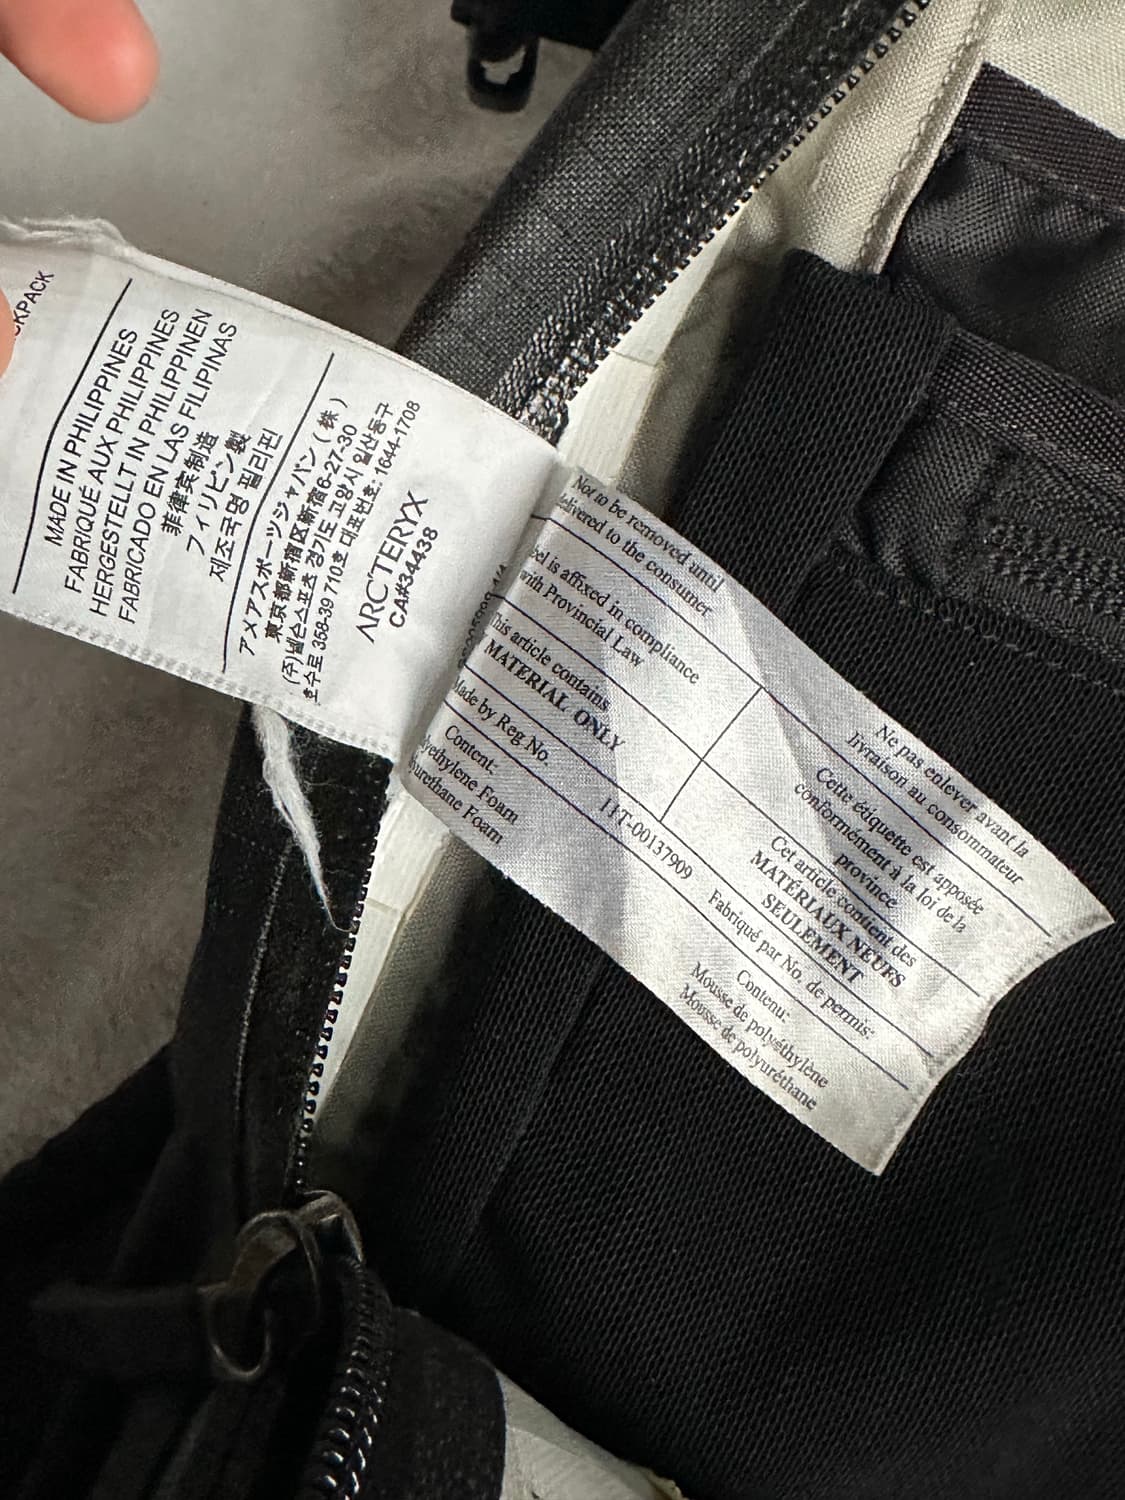 MADE IN PHILIPPINES
FABRIQUÉ AUX PHILIPPINES
HERGESTELLT IN PHILIPPINEN
FABRICADO EN LAS FILIPINAS
菲律宾制造
フィリピン製
제조국명 필리핀
アメアスポーツジャパン(株)
東京都新宿区新宿6-27-30
(주)넬슨스포츠 경기도 고양시 일산동구
호수로 358-39 710호 대표번호: 1644-1708
ARC'TERYX
CA#34438
Not to be removed until
delivered to the consumer
is affixed in compliance
with Provincial Law
This article contains
MATERIAL ONLY
Made by Reg No.
Content:
Polyethylene Foam
Polyurethane Foam
11T-00137909
Ne pas enlever avant la
livraison au consommateur
Cette étiquette est apposée
conformément à la loi de la
province
Cet article contient des
MATÉRIAUX NEUFS
SEULEMENT
Fabriqué par No. de permis:
Contenu:
Mousse de polyéthylène
Mousse de polyuréthane